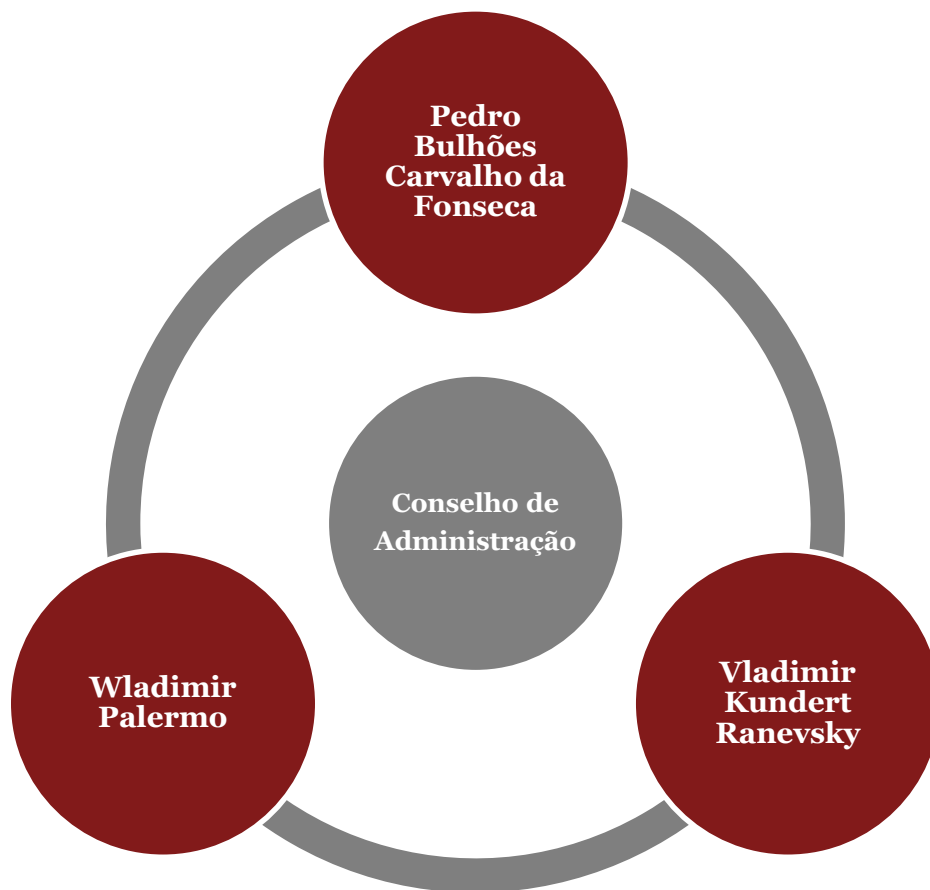 Pedro
Bulhões
Carvalho da
Fonseca
Conselho de
Administração
Wladimir
Palermo
Vladimir
Kundert
Ranevsky